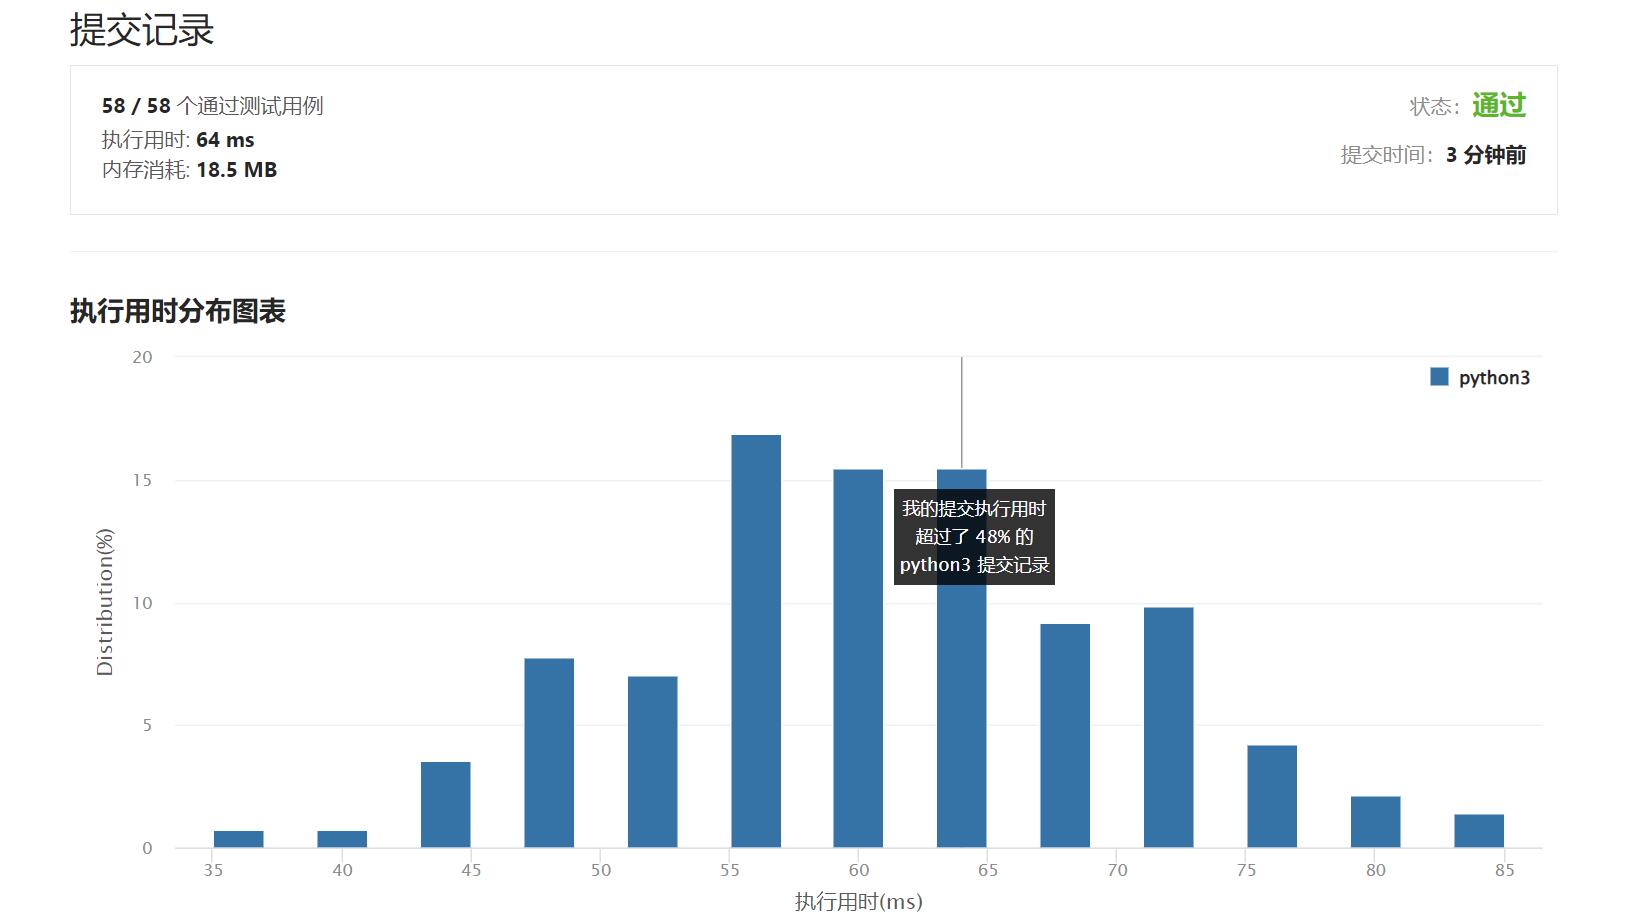 提交记录
58 / 58 个通过测试用例
状态：通过
执行用时: 64 ms
提交时间：3 分钟前
内存消耗: 18.5 MB
执行用时分布图表
20
python3
15
我的提交执行用时
超过了 48% 的
python3 提交记录
10
5
0
Distribution(%)
35 40 45 50 55 60 65 70 75 80 85
执行用时(ms)